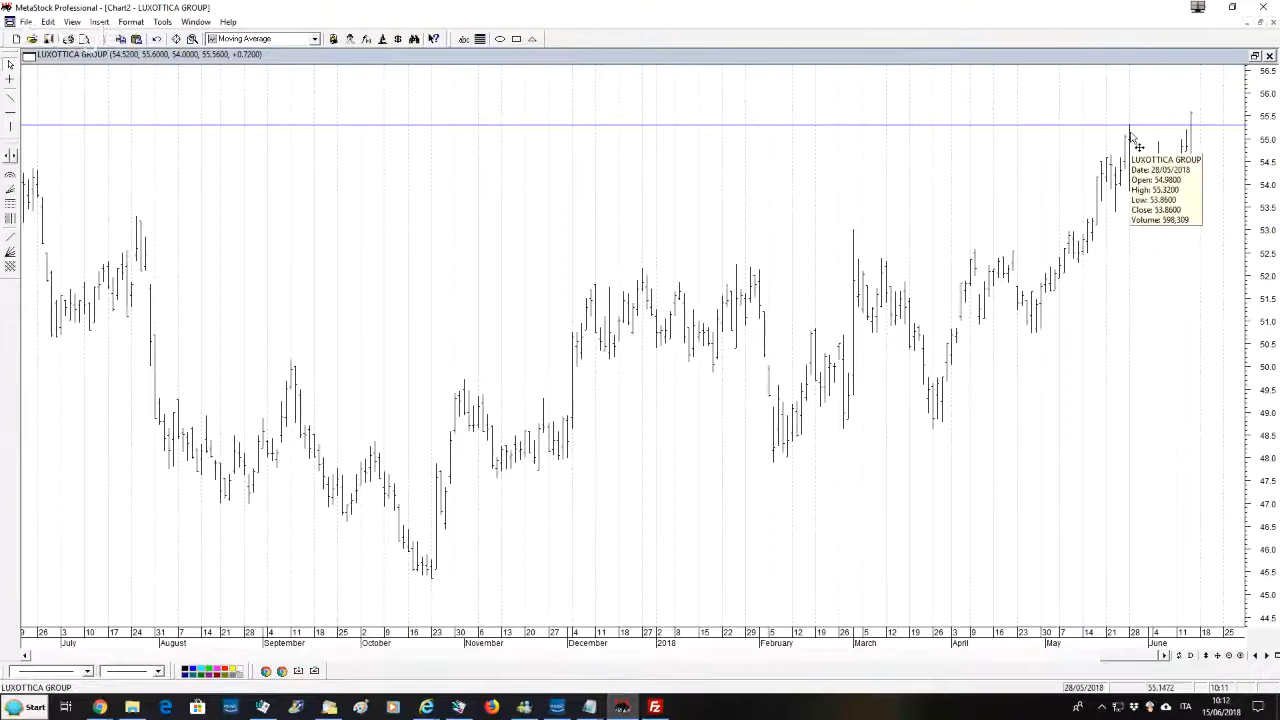 MetaStock Professional - [Chart2 - LUXOTTICA GROUP]
File Edit View Insert Format Tools Window Help
Moving Average
LUXOTTICA GROUP (54.5200, 55.6000, 54.0000, 55.5600, +0.7200)
56.5
56.0
55.5
55.0
54.5
54.0
53.5
53.0
52.5
52.0
51.5
51.0
50.5
50.0
49.5
49.0
48.5
48.0
47.5
47.0
46.5
46.0
45.5
45.0
44.5
LUXOTTICA GROUP
Date: 28/05/2018
Open: 54.9800
High: 55.3200
Low: 53.8600
Close: 53.8600
Volume: 598,309
9 26 3 10 17 24 31 7 14 21 28 4 11 18 25 2 9 16 23 30 6 13 20 27 4 11 18 27 2 8 15 22 29 5 12 19 26 5 12 19 26 3 9 16 23 30 7 14 21 28 4 11 18 25
July August September October November December 2018 February March April May June
LUXOTTICA GROUP 28/05/2018 55.1472 10:11
Start ITA 10:12
15/06/2018